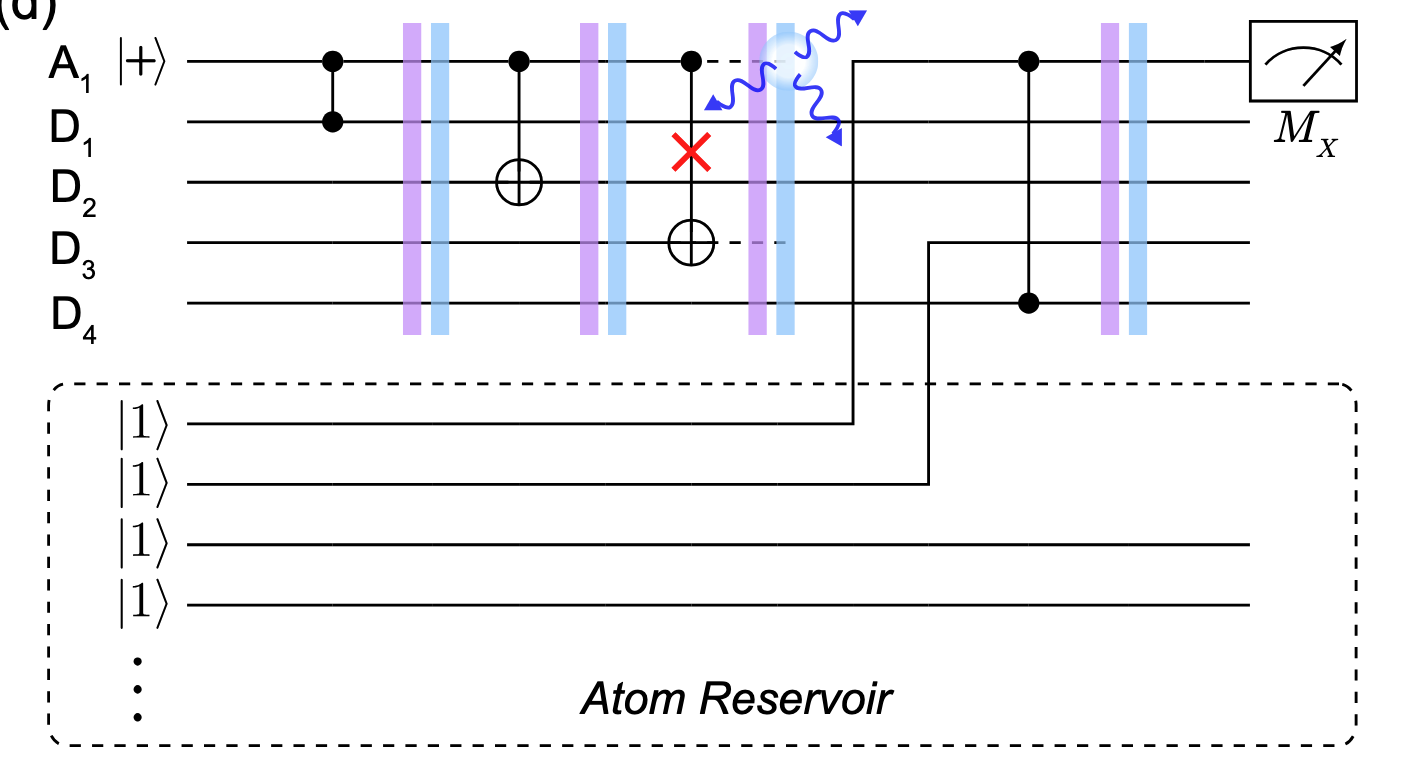 (d)
A₁ |+⟩
D₁
M_X
D₂
D₃
D₄
|1⟩
|1⟩
|1⟩
|1⟩
⋮
Atom Reservoir